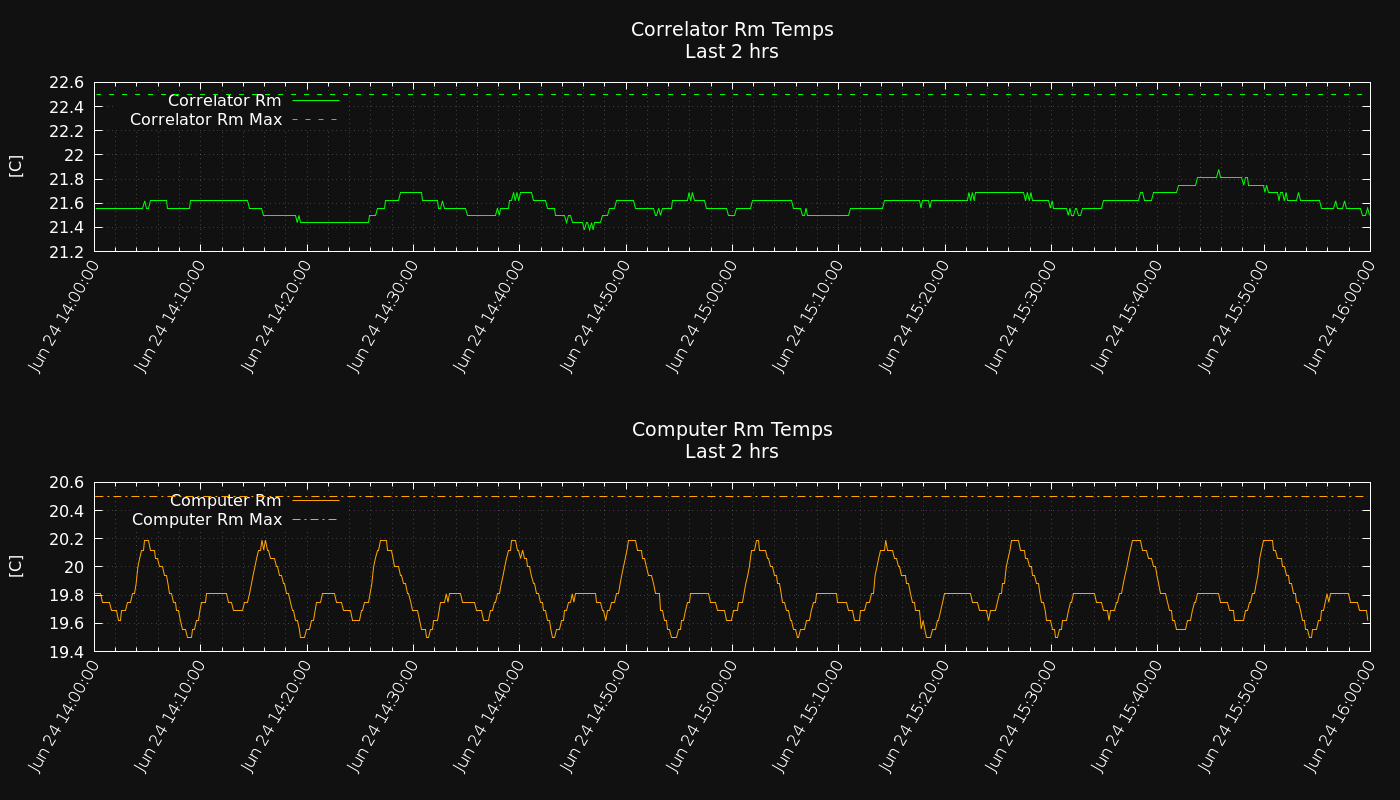 Correlator Rm Temps
Last 2 hrs
22.6
22.4
22.2
22
21.8
21.6
21.4
21.2
[C]
Correlator Rm
Correlator Rm Max
Jun 24 14:00:00
Jun 24 14:10:00
Jun 24 14:20:00
Jun 24 14:30:00
Jun 24 14:40:00
Jun 24 14:50:00
Jun 24 15:00:00
Jun 24 15:10:00
Jun 24 15:20:00
Jun 24 15:30:00
Jun 24 15:40:00
Jun 24 15:50:00
Jun 24 16:00:00
Computer Rm Temps
Last 2 hrs
20.6
20.4
20.2
20
19.8
19.6
19.4
[C]
Computer Rm
Computer Rm Max
Jun 24 14:00:00
Jun 24 14:10:00
Jun 24 14:20:00
Jun 24 14:30:00
Jun 24 14:40:00
Jun 24 14:50:00
Jun 24 15:00:00
Jun 24 15:10:00
Jun 24 15:20:00
Jun 24 15:30:00
Jun 24 15:40:00
Jun 24 15:50:00
Jun 24 16:00:00